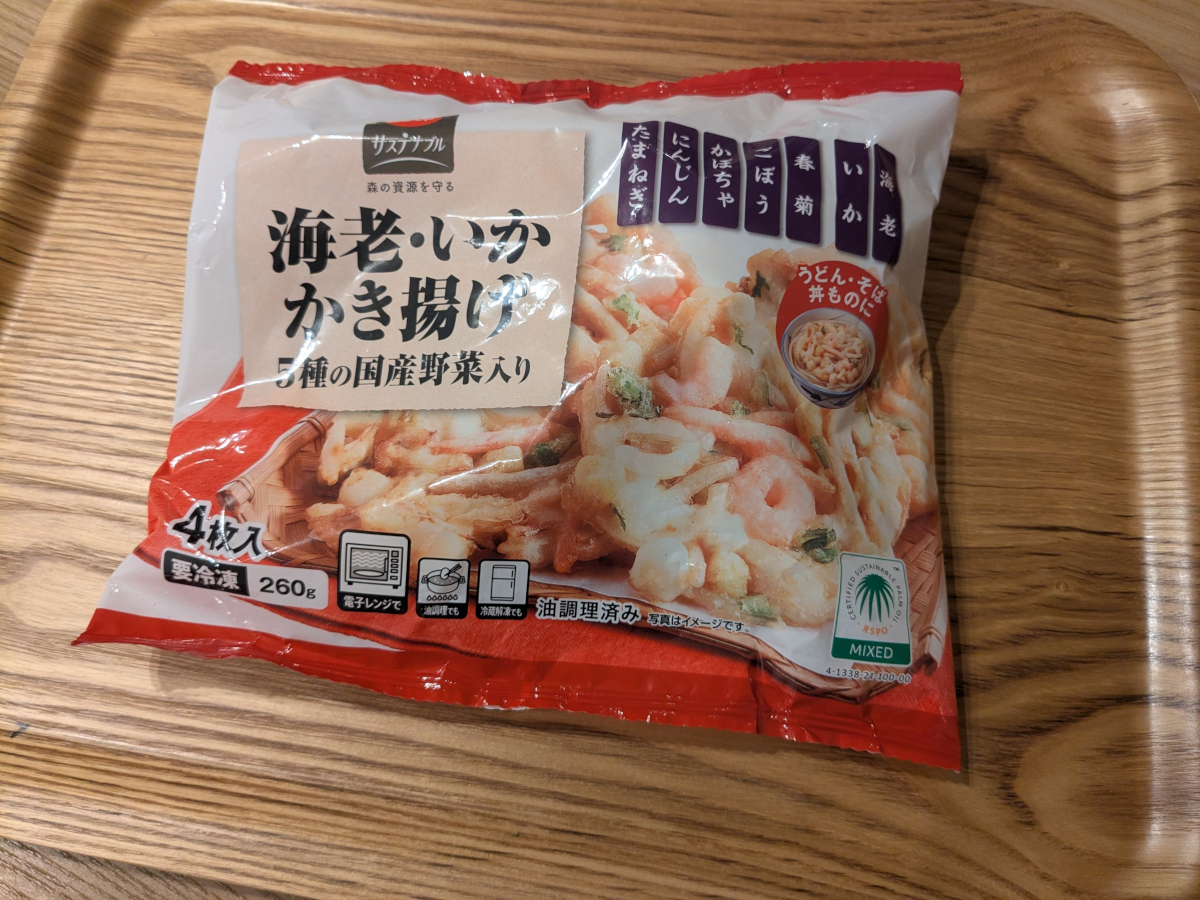 サステナブル
森の資源を守る
海老・いか
かき揚げ
5種の国産野菜入り
海老
いか
春菊
ごぼう
かぼちゃ
にんじん
たまねぎ
うどん・そば
丼ものに
4枚入
要冷凍 260g
電子レンジで
油調理でも
冷蔵解凍でも
油調理済み 写真はイメージです。
CERTIFIED SUSTAINABLE PALM OIL
RSPO
MIXED
4-1338-21-100-00